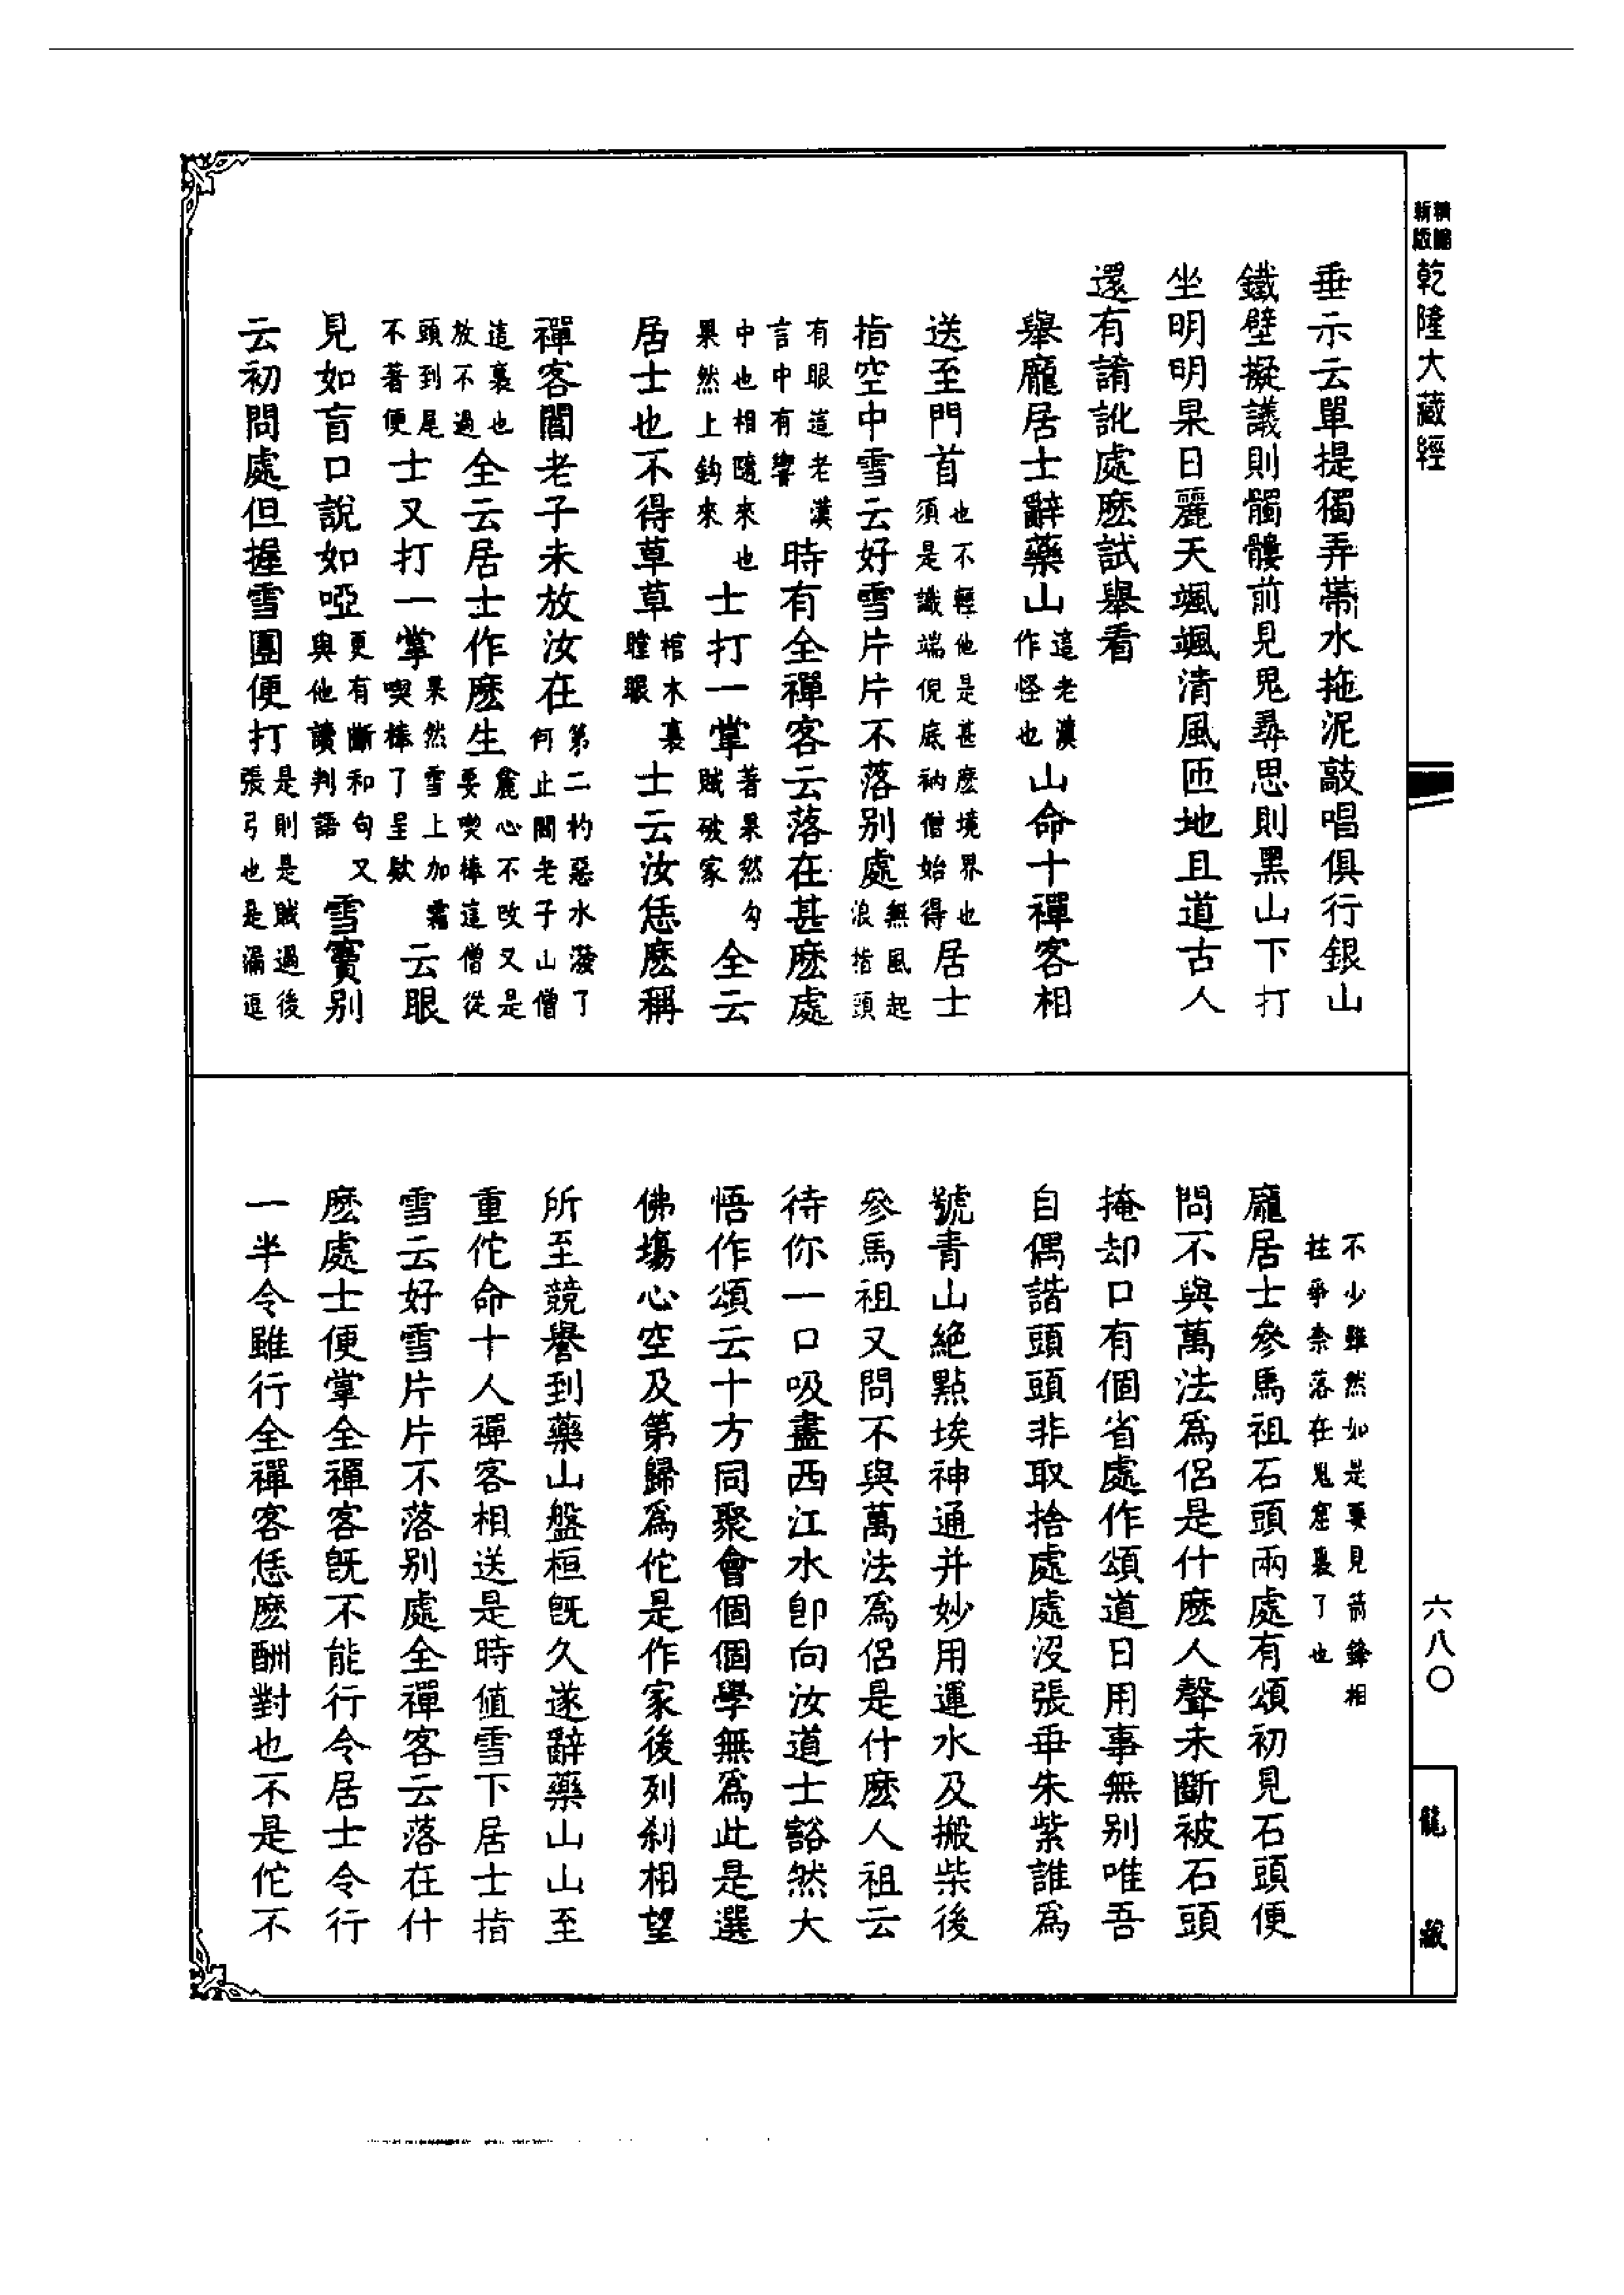 精編新版
乾隆大藏經
垂示云單提獨弄帶水拖泥敲唱俱行銀山
鐵壁擬議則髑髏前見鬼尋思則黑山下打
坐明明杲日麗天颯颯清風匝地且道古人
還有誵訛處麽試舉看
舉龐居士辭藥山這老漢作怪也山命十禪客相
送至門首也不輕他是甚麽境界也須是識端倪底衲僧始得居士
指空中雪云好雪片片不落別處無風起浪指頭
有眼這老漢言中有響時有全禪客云落在甚麽處
中也相隨來也果然上鈎來士打一掌著果然勾賊破家全云
居士也不得草草棺木裏瞠眼士云汝恁麽稱
禪客閻老子未放汝在第二杓惡水潑了何止閻老子山僧
這裏也放不過全云居士作麽生麄心不改又是要喫棒這僧從
頭到尾不著便士又打一掌果然雪上加霜喫棒了呈欵云眼
見如盲口說如啞更有斷和句又與他讀判語雪竇別
云初問處但握雪團便打是則是賊過後張弓也是漏逗
不少雖然如是要見箭鋒相
拄爭柰落在鬼窟裏了也
龐居士參馬祖石頭兩處有頌初見石頭便
問不與萬法爲侶是什麽人聲未斷被石頭
掩却口有個省處作頌道日用事無別唯吾
自偶諧頭頭非取捨處處沒張乖朱紫誰爲
號青山絕點埃神通并妙用運水及搬柴後
參馬祖又問不與萬法爲侶是什麽人祖云
待你一口吸盡西江水卽向汝道士豁然大
悟作頌云十方同聚會個個學無爲此是選
佛場心空及第歸爲佗是作家後列刹相望
所至競譽到藥山盤桓旣久遂辭藥山山至
重佗命十人禪客相送是時値雪下居士指
雪云好雪片片不落別處全禪客云落在什
麽處士便掌全禪客旣不能行令居士令行
一半令雖行全禪客恁麽酬對也不是佗不
六八〇
龍藏